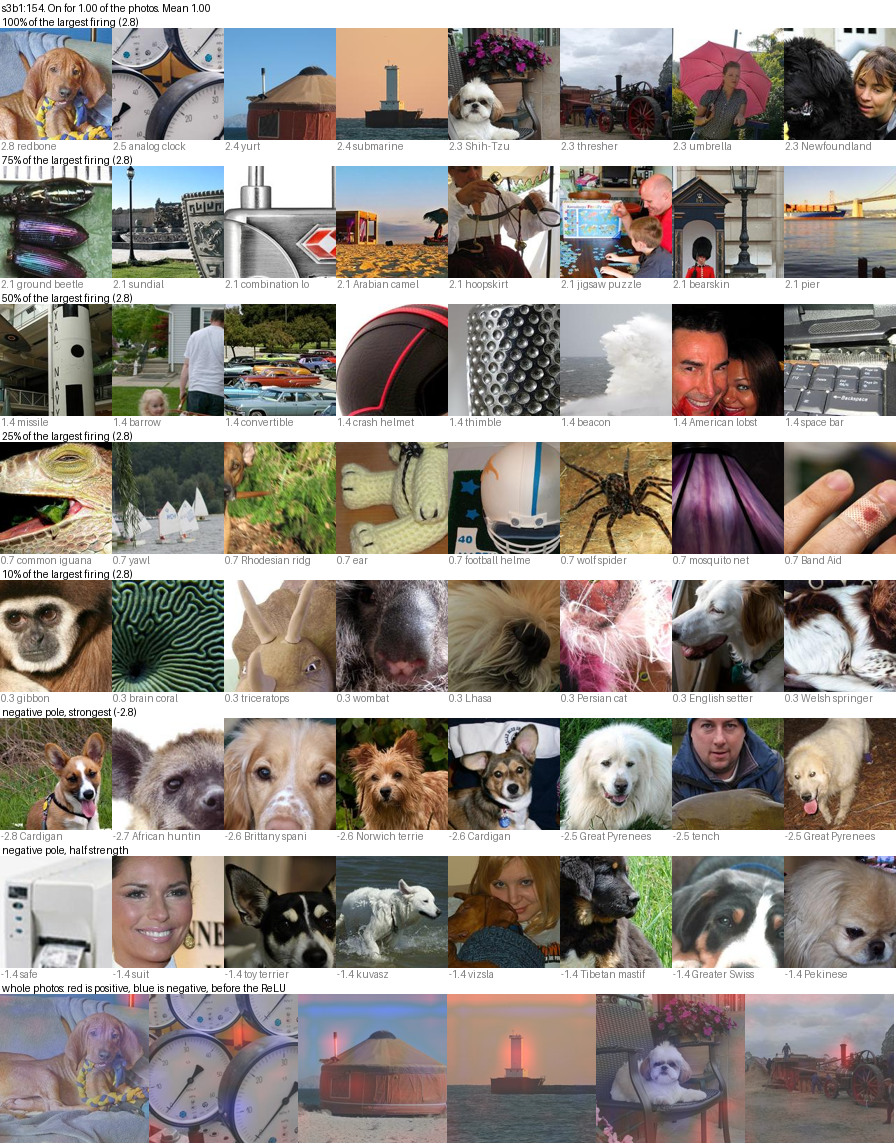 s3b1:154. On for 1.00 of the photos. Mean 1.00
100% of the largest firing (2.8)
2.8 redbone
2.5 analog clock
2.4 yurt
2.4 submarine
2.3 Shih-Tzu
2.3 thresher
2.3 umbrella
2.3 Newfoundland
75% of the largest firing (2.8)
2.1 ground beetle
2.1 sundial
2.1 combination lo
2.1 Arabian camel
2.1 hoopskirt
2.1 jigsaw puzzle
2.1 bearskin
2.1 pier
50% of the largest firing (2.8)
NAVY
Backspace
1.4 missile
1.4 barrow
1.4 convertible
1.4 crash helmet
1.4 thimble
1.4 beacon
1.4 American lobst
1.4 space bar
25% of the largest firing (2.8)
40
0.7 common iguana
0.7 yawl
0.7 Rhodesian ridg
0.7 ear
0.7 football helme
0.7 wolf spider
0.7 mosquito net
0.7 Band Aid
10% of the largest firing (2.8)
0.3 gibbon
0.3 brain coral
0.3 triceratops
0.3 wombat
0.3 Lhasa
0.3 Persian cat
0.3 English setter
0.3 Welsh springer
negative pole, strongest (-2.8)
-2.8 Cardigan
-2.7 African huntin
-2.6 Brittany spani
-2.6 Norwich terrie
-2.6 Cardigan
-2.5 Great Pyrenees
-2.5 tench
-2.5 Great Pyrenees
negative pole, half strength
-1.4 safe
-1.4 suit
-1.4 toy terrier
-1.4 kuvasz
-1.4 vizsla
-1.4 Tibetan mastif
-1.4 Greater Swiss
-1.4 Pekinese
whole photos: red is positive, blue is negative, before the ReLU